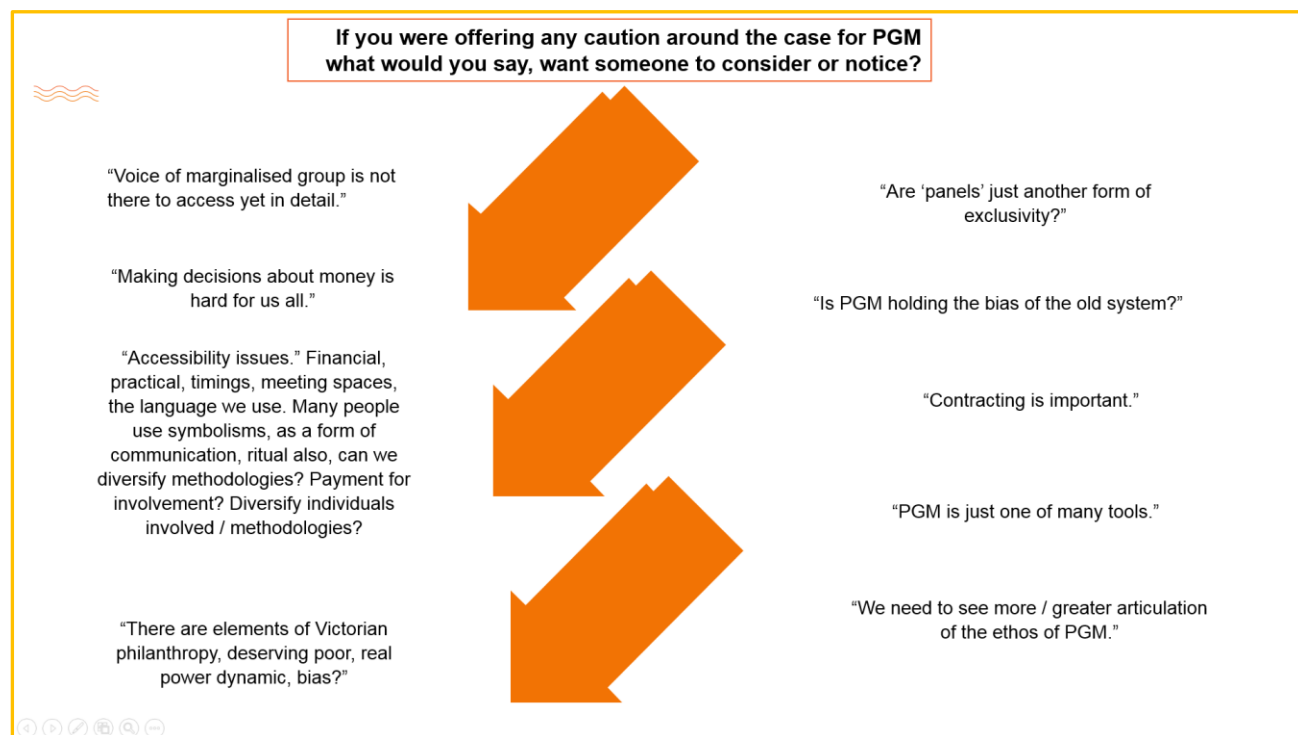 If you were offering any caution around the case for PGM
what would you say, want someone to consider or notice?
“Voice of marginalised group is not
there to access yet in detail.”
“Making decisions about money is
hard for us all.”
“Accessibility issues.” Financial,
practical, timings, meeting spaces,
the language we use. Many people
use symbolisms, as a form of
communication, ritual also, can we
diversify methodologies? Payment for
involvement? Diversify individuals
involved / methodologies?
“There are elements of Victorian
philanthropy, deserving poor, real
power dynamic, bias?”
“Are ‘panels’ just another form of
exclusivity?”
“Is PGM holding the bias of the old system?”
“Contracting is important.”
“PGM is just one of many tools.”
“We need to see more / greater articulation
of the ethos of PGM.”